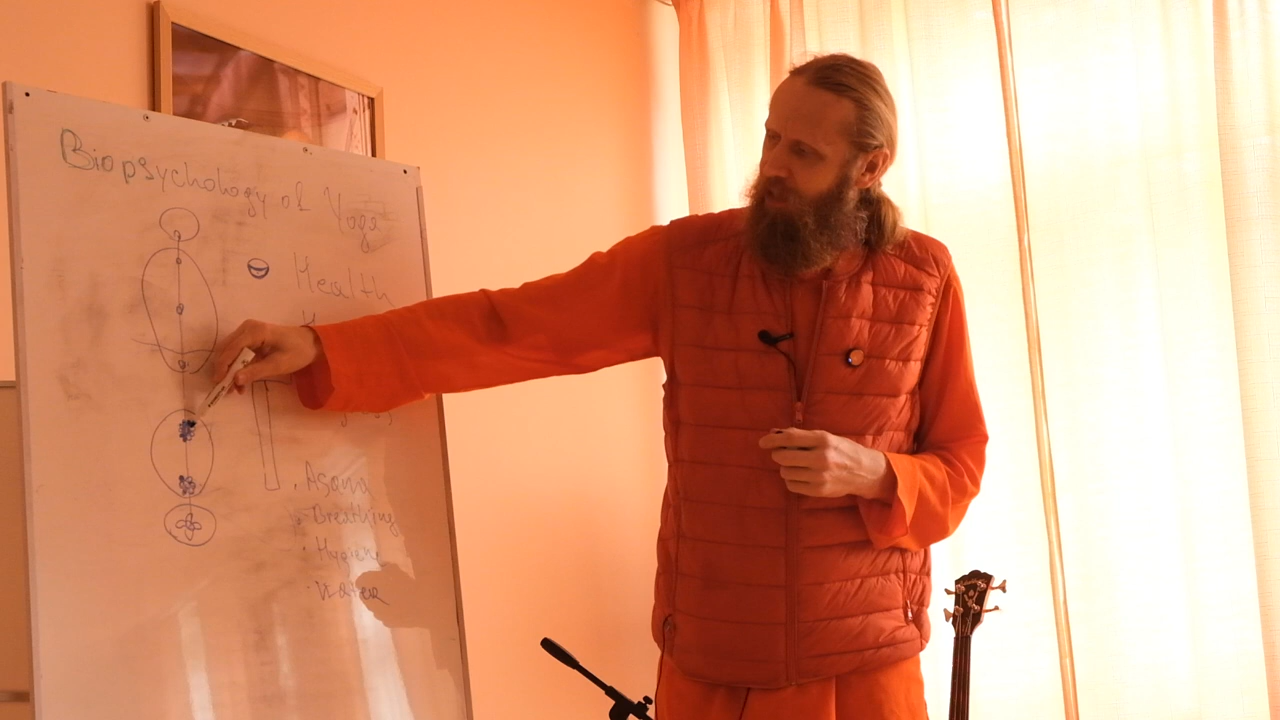 Biopsychology of Yoga
Health
Asana
Breathing
Hygiene
Water